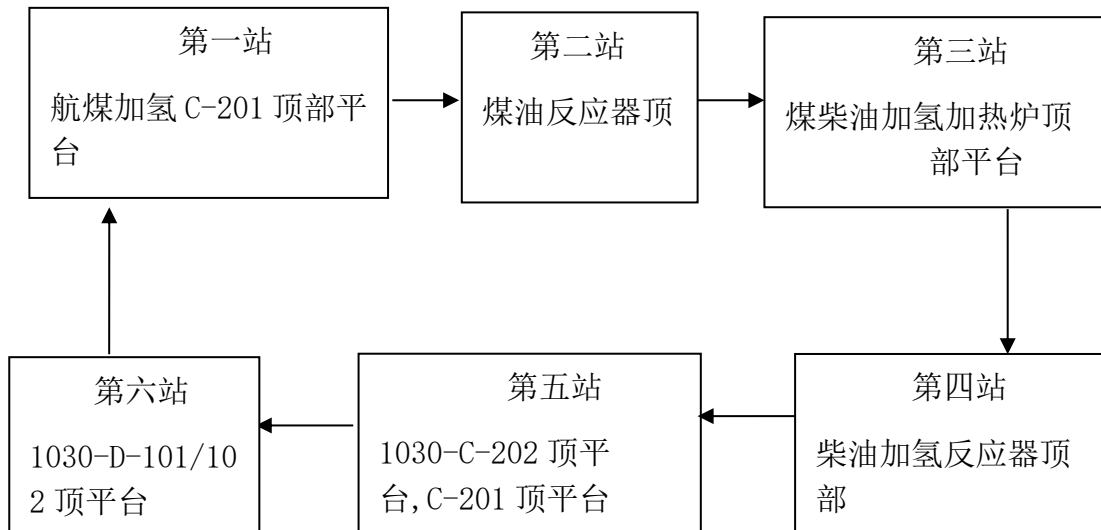 第一站
航煤加氢 C-201 顶部平
台
第二站
煤油反应器顶
第三站
煤柴油加氢加热炉顶
部平台
第四站
柴油加氢反应器顶
部
第五站
1030-C-202 顶平
台,C-201 顶平台
第六站
1030-D-101/10
2 顶平台